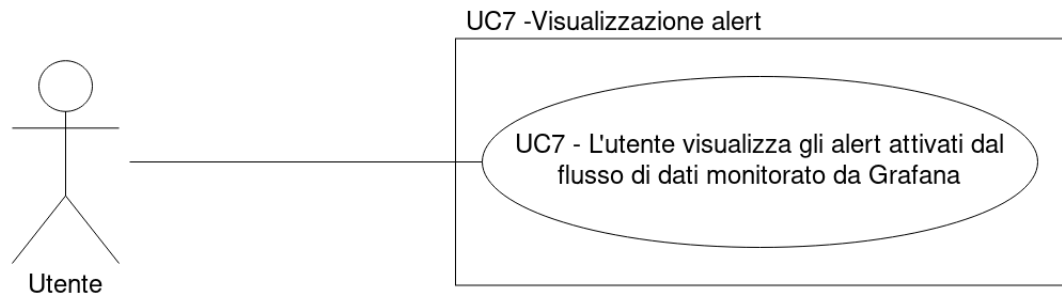 UC7 -Visualizzazione alert
UC7 - L'utente visualizza gli alert attivati dal
flusso di dati monitorato da Grafana
Utente